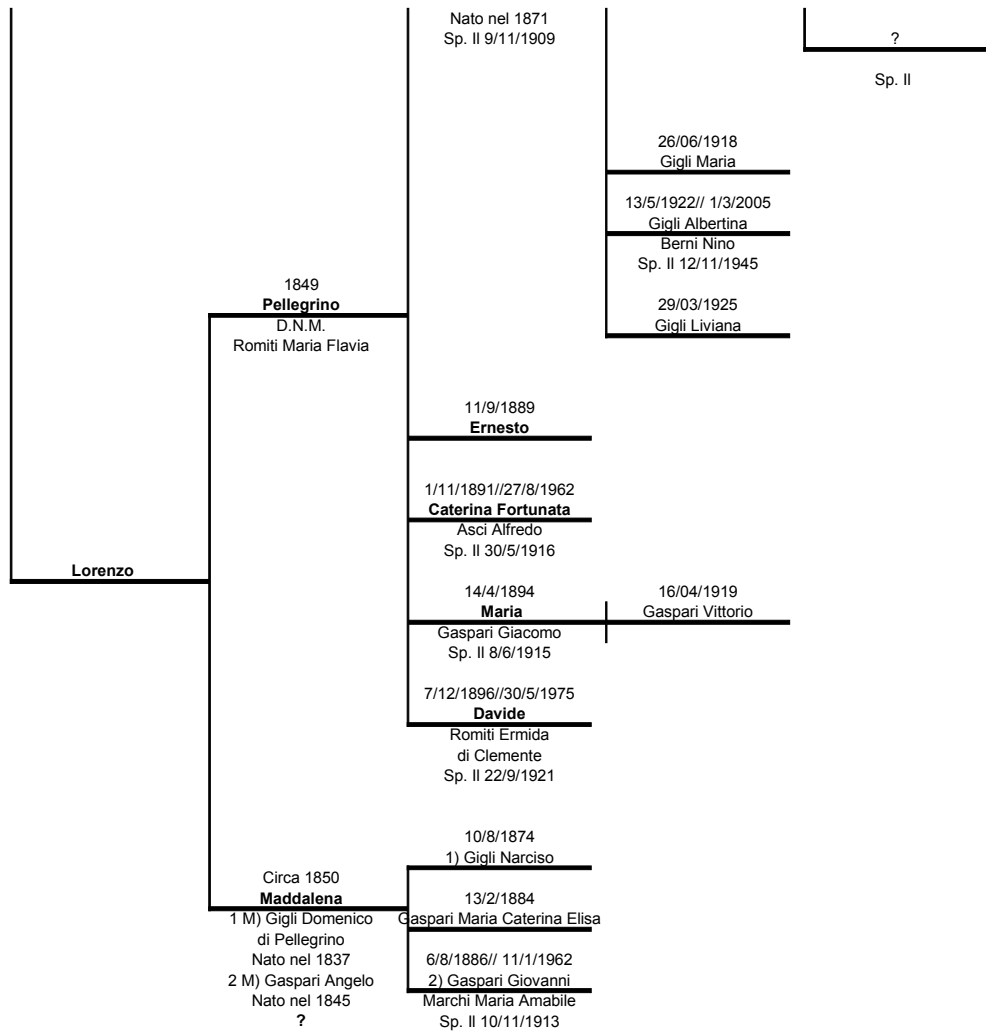 Nato nel 1871
Sp. Il 9/11/1909
?
Sp. Il
26/06/1918
Gigli Maria
13/5/1922// 1/3/2005
Gigli Albertina
Berni Nino
Sp. Il 12/11/1945
29/03/1925
Gigli Liviana
1849
Pellegrino
D.N.M.
Romiti Maria Flavia
11/9/1889
Ernesto
1/11/1891//27/8/1962
Caterina Fortunata
Asci Alfredo
Sp. Il 30/5/1916
Lorenzo
14/4/1894
Maria
Gaspari Giacomo
Sp. Il 8/6/1915
16/04/1919
Gaspari Vittorio
7/12/1896//30/5/1975
Davide
Romiti Ermida
di Clemente
Sp. Il 22/9/1921
Circa 1850
Maddalena
1 M) Gigli Domenico
di Pellegrino
Nato nel 1837
2 M) Gaspari Angelo
Nato nel 1845
?
10/8/1874
1) Gigli Narciso
13/2/1884
Gaspari Maria Caterina Elisa
6/8/1886// 11/1/1962
2) Gaspari Giovanni
Marchi Maria Amabile
Sp. Il 10/11/1913